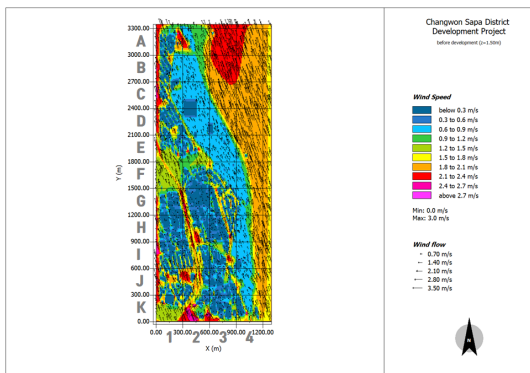 Changwon Sapa District
Development Project
before development (z=1.50m)
Wind Speed
below 0.3 m/s
0.3 to 0.6 m/s
0.6 to 0.9 m/s
0.9 to 1.2 m/s
1.2 to 1.5 m/s
1.5 to 1.8 m/s
1.8 to 2.1 m/s
2.1 to 2.4 m/s
2.4 to 2.7 m/s
above 2.7 m/s
Min: 0.0 m/s
Max: 3.0 m/s
Wind flow
0.70 m/s
1.40 m/s
2.10 m/s
2.80 m/s
3.50 m/s
N
3300.00
A
3000.00
B
2700.00
C
2400.00
D
2100.00
E
1800.00
F
1500.00
G
1200.00
H
900.00
I
600.00
J
300.00
K
0.00
Y (m)
0.00 300.00 600.00 900.00 1200.00
1 2 3 4
X (m)